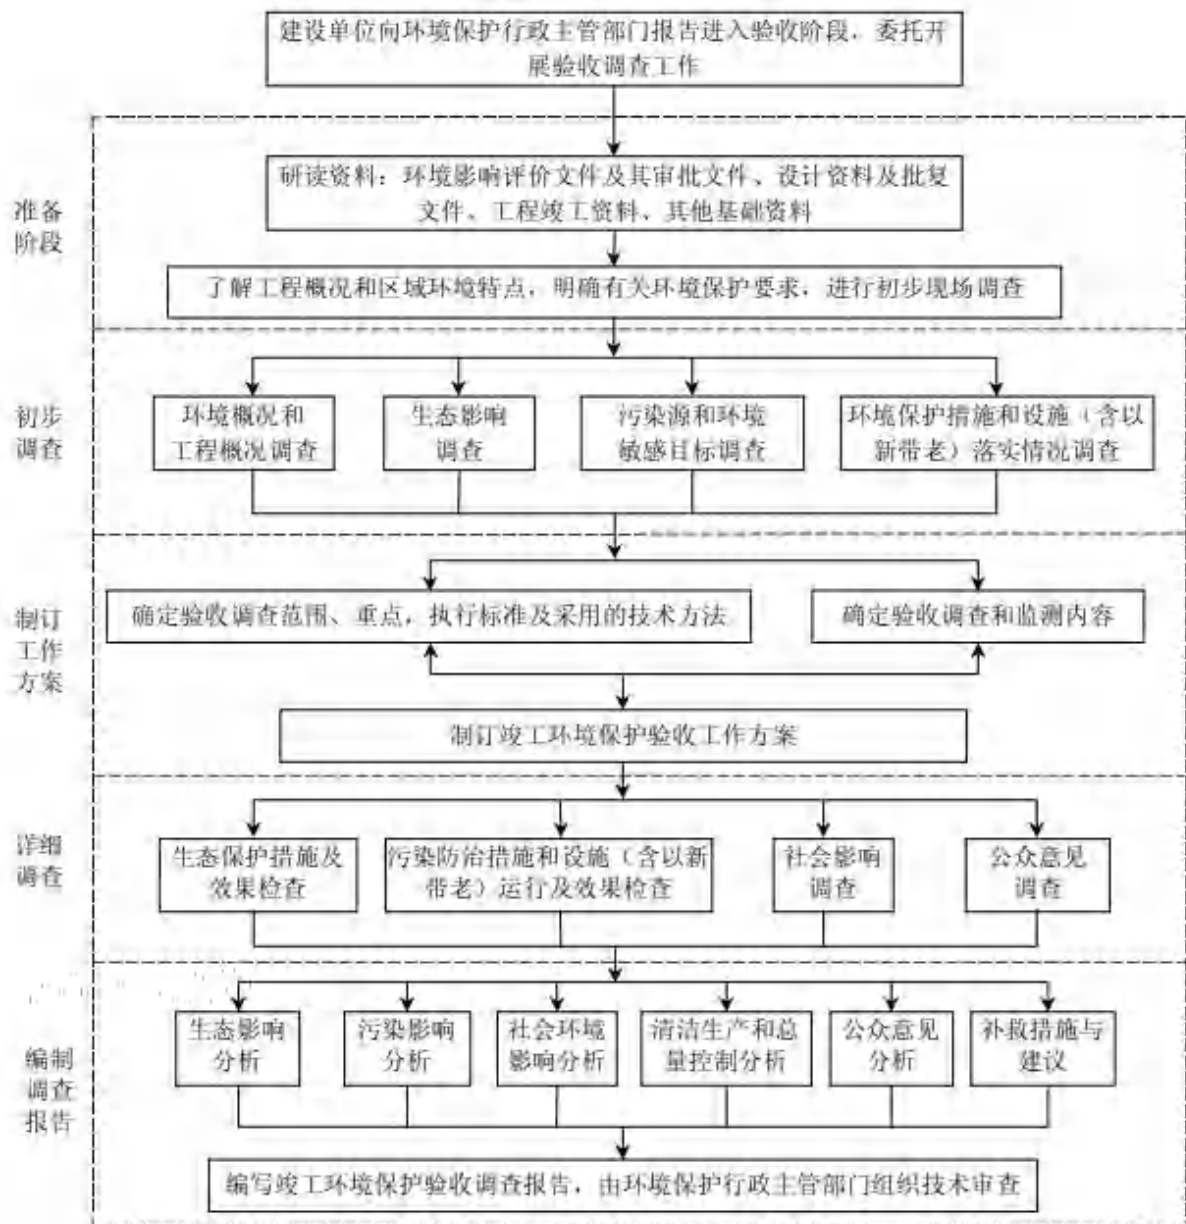 建设单位向环境保护行政主管部门报告进入验收阶段，委托开
展验收调查工作
准备
阶段
研读资料：环境影响评价文件及其审批文件、设计资料及批复
文件、工程竣工资料、其他基础资料
了解工程概况和区域环境特点，明确有关环境保护要求，进行初步现场调查
初步
调查
环境概况和
工程概况调查
生态影响
调查
污染源和环境
敏感目标调查
环境保护措施和设施（含以
新带老）落实情况调查
制订
工作
方案
确定验收调查范围、重点，执行标准及采用的技术方法
确定验收调查和监测内容
制订竣工环境保护验收工作方案
详细
调查
生态保护措施及
效果检查
污染防治措施和设施（含以新
带老）运行及效果检查
社会影响
调查
公众意见
调查
编制
调查
报告
生态影响
分析
污染影响
分析
社会环境
影响分析
清洁生产和总
量控制分析
公众意见
分析
补救措施与
建议
编写竣工环境保护验收调查报告，由环境保护行政主管部门组织技术审查